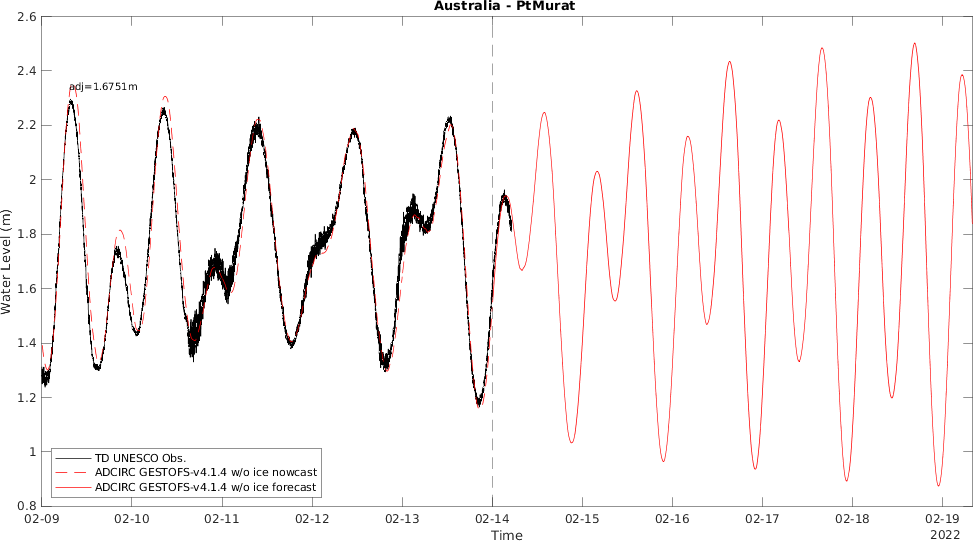 Australia - PtMurat
2.6
2.4
adj=1.6751m
2.2
2
1.8
1.6
1.4
1.2
1
0.8
Water Level (m)
TD UNESCO Obs.
ADCIRC GESTOFS-v4.1.4 w/o ice nowcast
ADCIRC GESTOFS-v4.1.4 w/o ice forecast
02-09 02-10 02-11 02-12 02-13 02-14 02-15 02-16 02-17 02-18 02-19
Time 2022